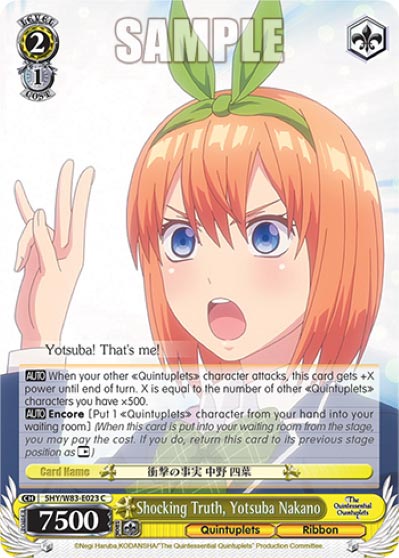 LEVEL
2
1
COST
SAMPLE
Yotsuba! That's me!
AUTO When your other «Quintuplets» character attacks, this card gets +X
power until end of turn. X is equal to the number of other «Quintuplets»
characters you have ×500.
AUTO Encore [Put 1 «Quintuplets» character from your hand into your
waiting room.] (When this card is put into your waiting room from the stage,
you may pay the cost. If you do, return this card to its previous stage
position as )
Card Name
衝撃の事実 中野 四葉
5HY/W83-E023 C
Shocking Truth, Yotsuba Nakano
The
Quintessential
Quintuplets
7500
Quintuplets
Ribbon
©Negi Haruba,KODANSHA/"The Quintessential Quintuplets" Production Committee